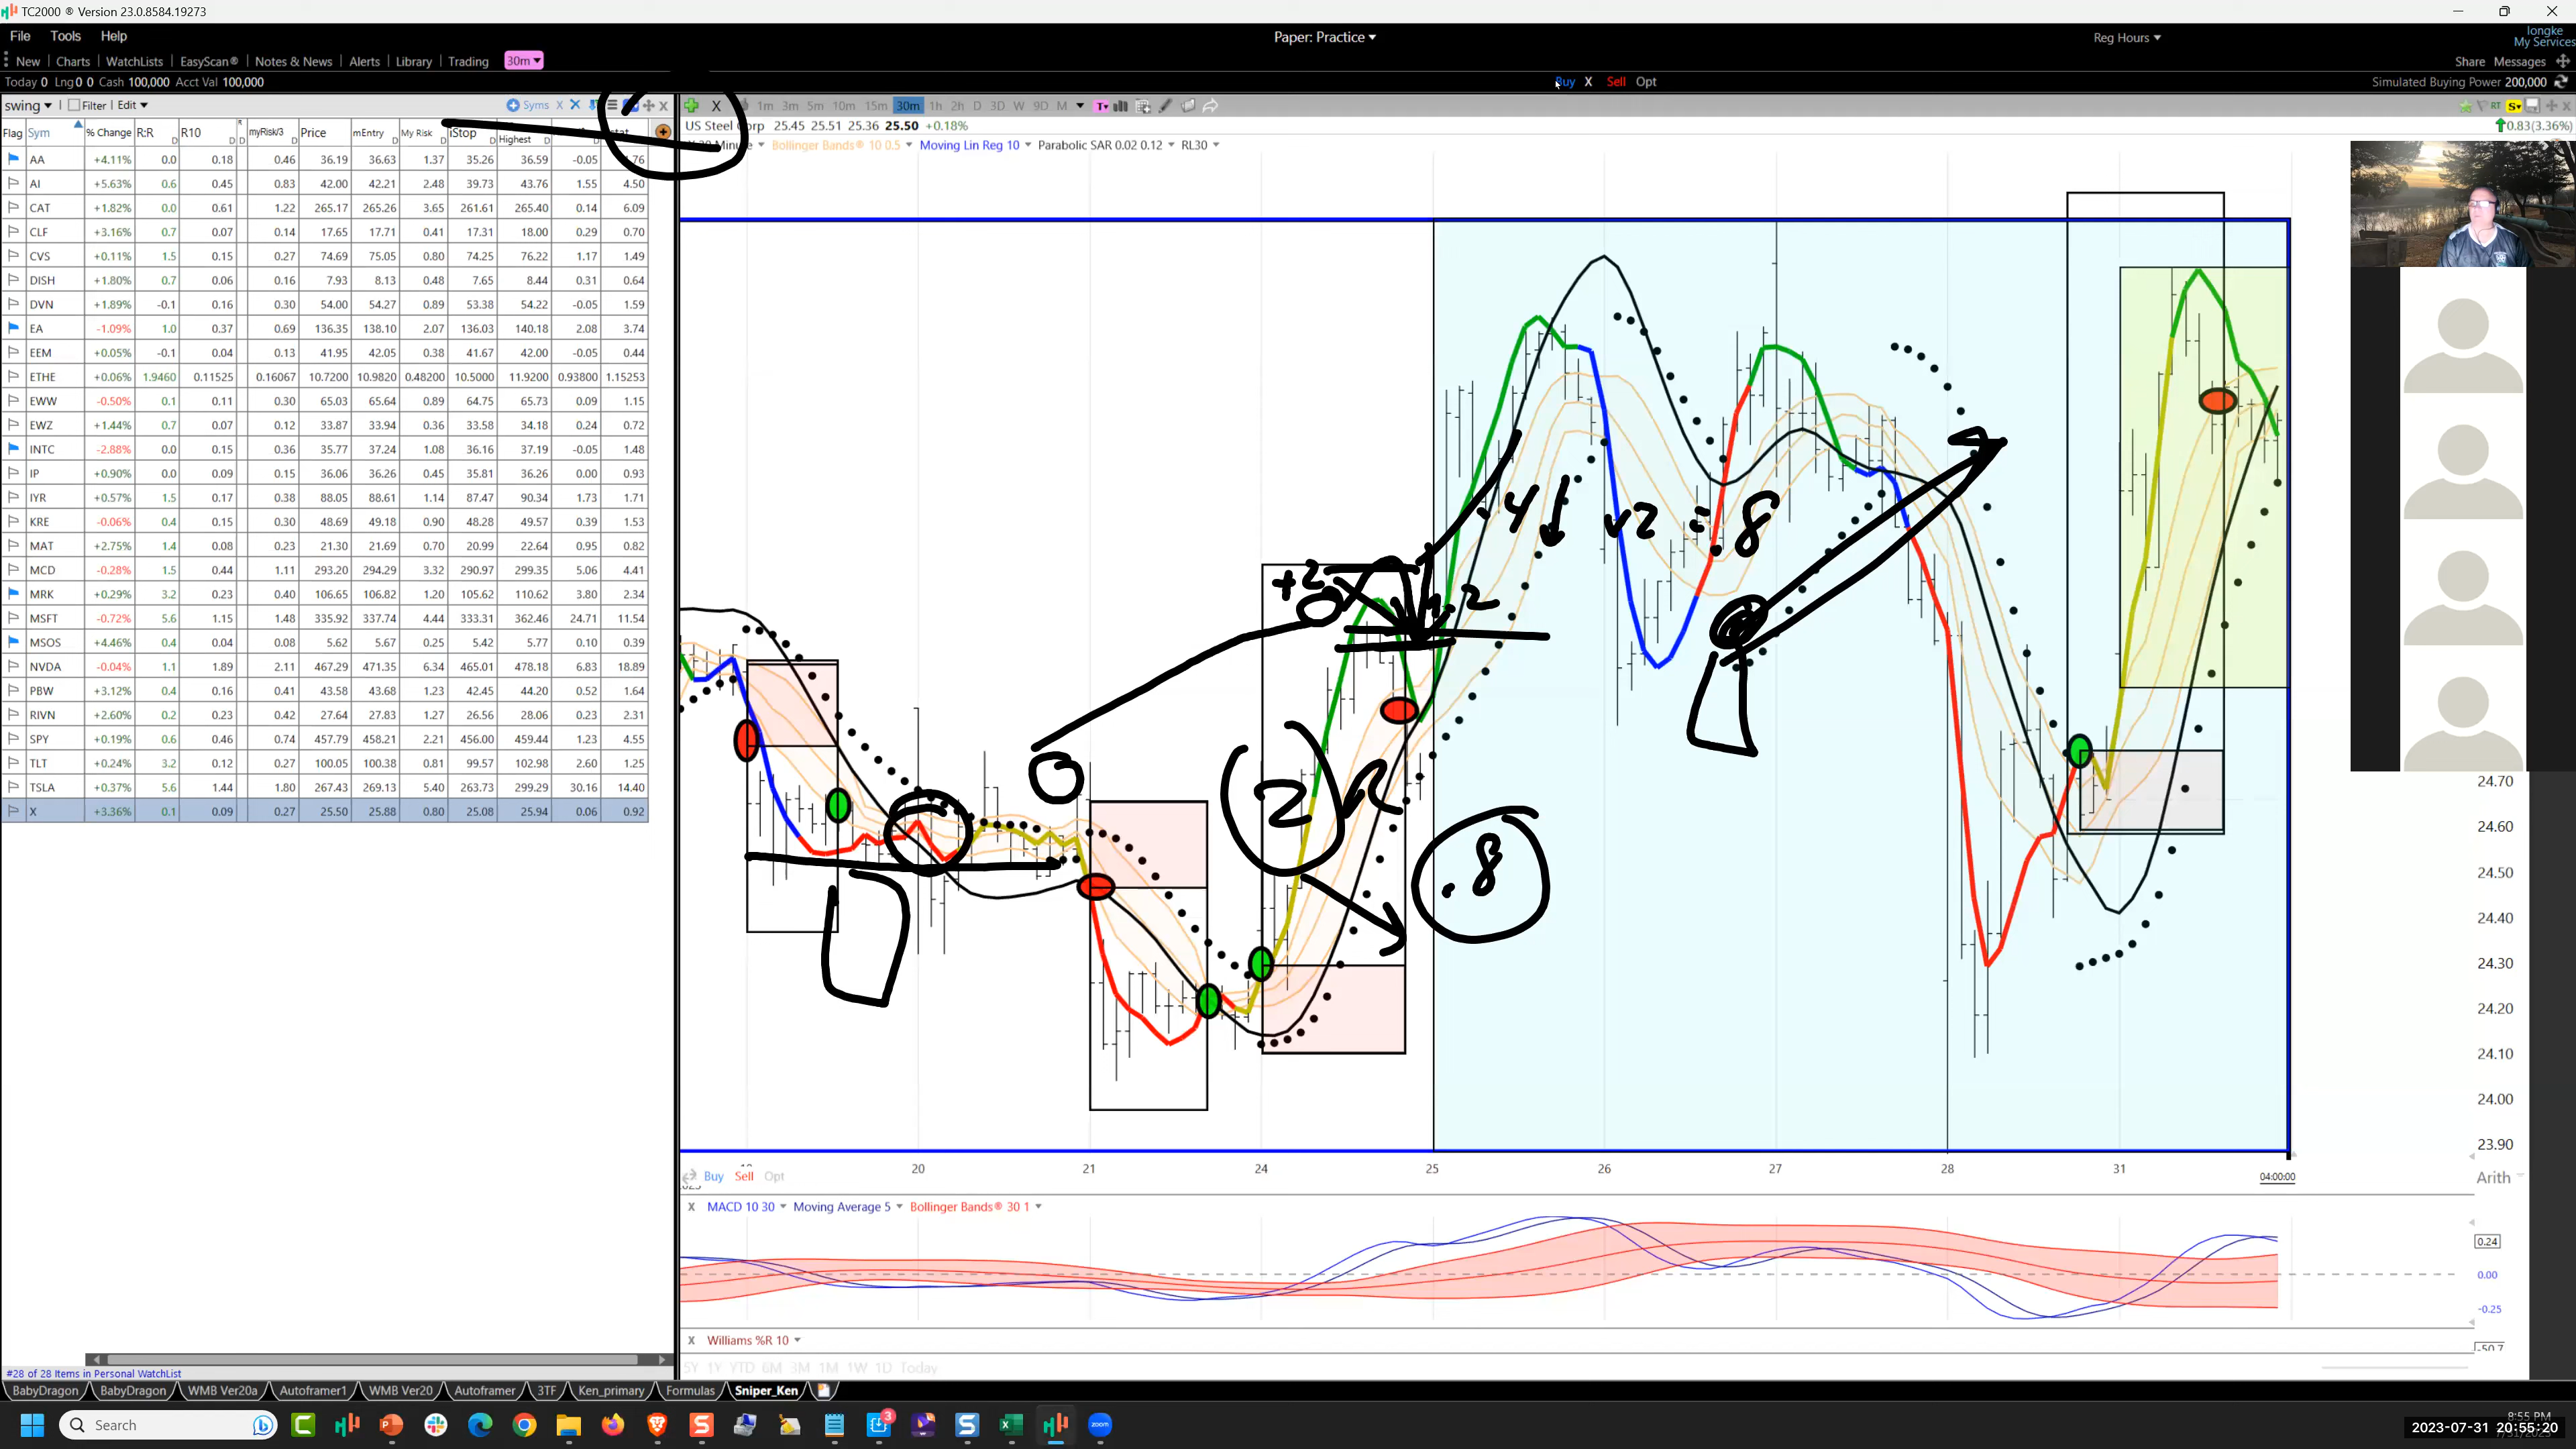 TC2000 ® Version 23.0.8584.19273
File Tools Help
Paper: Practice
Reg Hours
longke
My Services
New Charts WatchLists EasyScan® Notes & News Alerts Library Trading 30m
Share Messages
Today 0 Lng 0 0 Cash 100,000 Acct Val 100,000
Buy X Sell Opt
Simulated Buying Power 200,000
swing Filter Edit
Syms X
X 1m 3m 5m 10m 15m 30m 1h 2h D 3D W 9D M
RT
Flag Sym % Change R:R R10 myRisk/3 Price mEntry My Risk iStop Highest
US Steel Corp 25.45 25.51 25.36 25.50 +0.18%
0.83(3.36%)
Bollinger Bands® 10 0.5 Moving Lin Reg 10 Parabolic SAR 0.02 0.12 RL30
AA +4.11% 0.0 0.18 0.46 36.19 36.63 1.37 35.26 36.59 -0.05
AI +5.63% 0.6 0.45 0.83 42.00 42.21 2.48 39.73 43.76 1.55 4.50
CAT +1.82% 0.0 0.61 1.22 265.17 265.26 3.65 261.61 265.40 0.14 6.09
CLF +3.16% 0.7 0.07 0.14 17.65 17.71 0.41 17.31 18.00 0.29 0.70
CVS +0.11% 1.5 0.15 0.27 74.69 75.05 0.80 74.25 76.22 1.17 1.49
DISH +1.80% 0.7 0.06 0.16 7.93 8.13 0.48 7.65 8.44 0.31 0.64
DVN +1.89% -0.1 0.16 0.30 54.00 54.27 0.89 53.38 54.22 -0.05 1.59
EA -1.09% 1.0 0.37 0.69 136.35 138.10 2.07 136.03 140.18 2.08 3.74
EEM +0.05% -0.1 0.04 0.13 41.95 42.05 0.38 41.67 42.00 -0.05 0.44
ETHE +0.06% 1.9460 0.11525 0.16067 10.7200 10.9820 0.48200 10.5000 11.9200 0.93800 1.15253
EWW -0.50% 0.1 0.11 0.30 65.03 65.64 0.89 64.75 65.73 0.09 1.15
EWZ +1.44% 0.7 0.07 0.12 33.87 33.94 0.36 33.58 34.18 0.24 0.72
INTC -2.88% 0.0 0.15 0.36 35.77 37.24 1.08 36.16 37.19 -0.05 1.48
IP +0.90% 0.0 0.09 0.15 36.06 36.26 0.45 35.81 36.26 0.00 0.93
IYR +0.57% 1.5 0.17 0.38 88.05 88.61 1.14 87.47 90.34 1.73 1.71
KRE -0.06% 0.4 0.15 0.30 48.69 49.18 0.90 48.28 49.57 0.39 1.53
MAT +2.75% 1.4 0.08 0.23 21.30 21.69 0.70 20.99 22.64 0.95 0.82
MCD -0.28% 1.5 0.44 1.11 293.20 294.29 3.32 290.97 299.35 5.06 4.41
MRK +0.29% 3.2 0.23 0.40 106.65 106.82 1.20 105.62 110.62 3.80 2.34
MSFT -0.72% 5.6 1.15 1.48 335.92 337.74 4.44 333.31 362.46 24.71 11.54
MSOS +4.46% 0.4 0.04 0.08 5.62 5.67 0.25 5.42 5.77 0.10 0.39
NVDA -0.04% 1.1 1.89 2.11 467.29 471.35 6.34 465.01 478.18 6.83 18.89
PBW +3.12% 0.4 0.16 0.41 43.58 43.68 1.23 42.45 44.20 0.52 1.64
RIVN +2.60% 0.2 0.23 0.42 27.64 27.83 1.27 26.56 28.06 0.23 2.31
SPY +0.19% 0.6 0.46 0.74 457.79 458.21 2.21 456.00 459.44 1.23 4.55
TLT +0.24% 3.2 0.12 0.27 100.05 100.38 0.81 99.57 102.98 2.60 1.25
TSLA +0.37% 5.6 1.44 1.80 267.43 269.13 5.40 263.73 299.29 30.16 14.40
X +3.36% 0.1 0.09 0.27 25.50 25.88 0.80 25.08 25.94 0.06 0.92
.4
v2 = .8
+2
.2
(2)
.8
24.70
24.60
24.50
24.40
24.30
24.20
24.10
24.00
23.90
20 21 24 25 26 27 28 31
04:00:00
Arith
Buy Sell Opt
X MACD 10 30 Moving Average 5 Bollinger Bands® 30 1
0.24
0.00
-0.25
X Williams %R 10
5Y 1Y YTD 6M 3M 1M 1W 1D Today
#28 of 28 Items in Personal WatchList
BabyDragon BabyDragon WMB Ver20a Autoframer1 WMB Ver20 Autoframer 3TF Ken_primary Formulas Sniper_Ken
Search
3
zoom
8:55 PM
2023-07-31 20:55:20